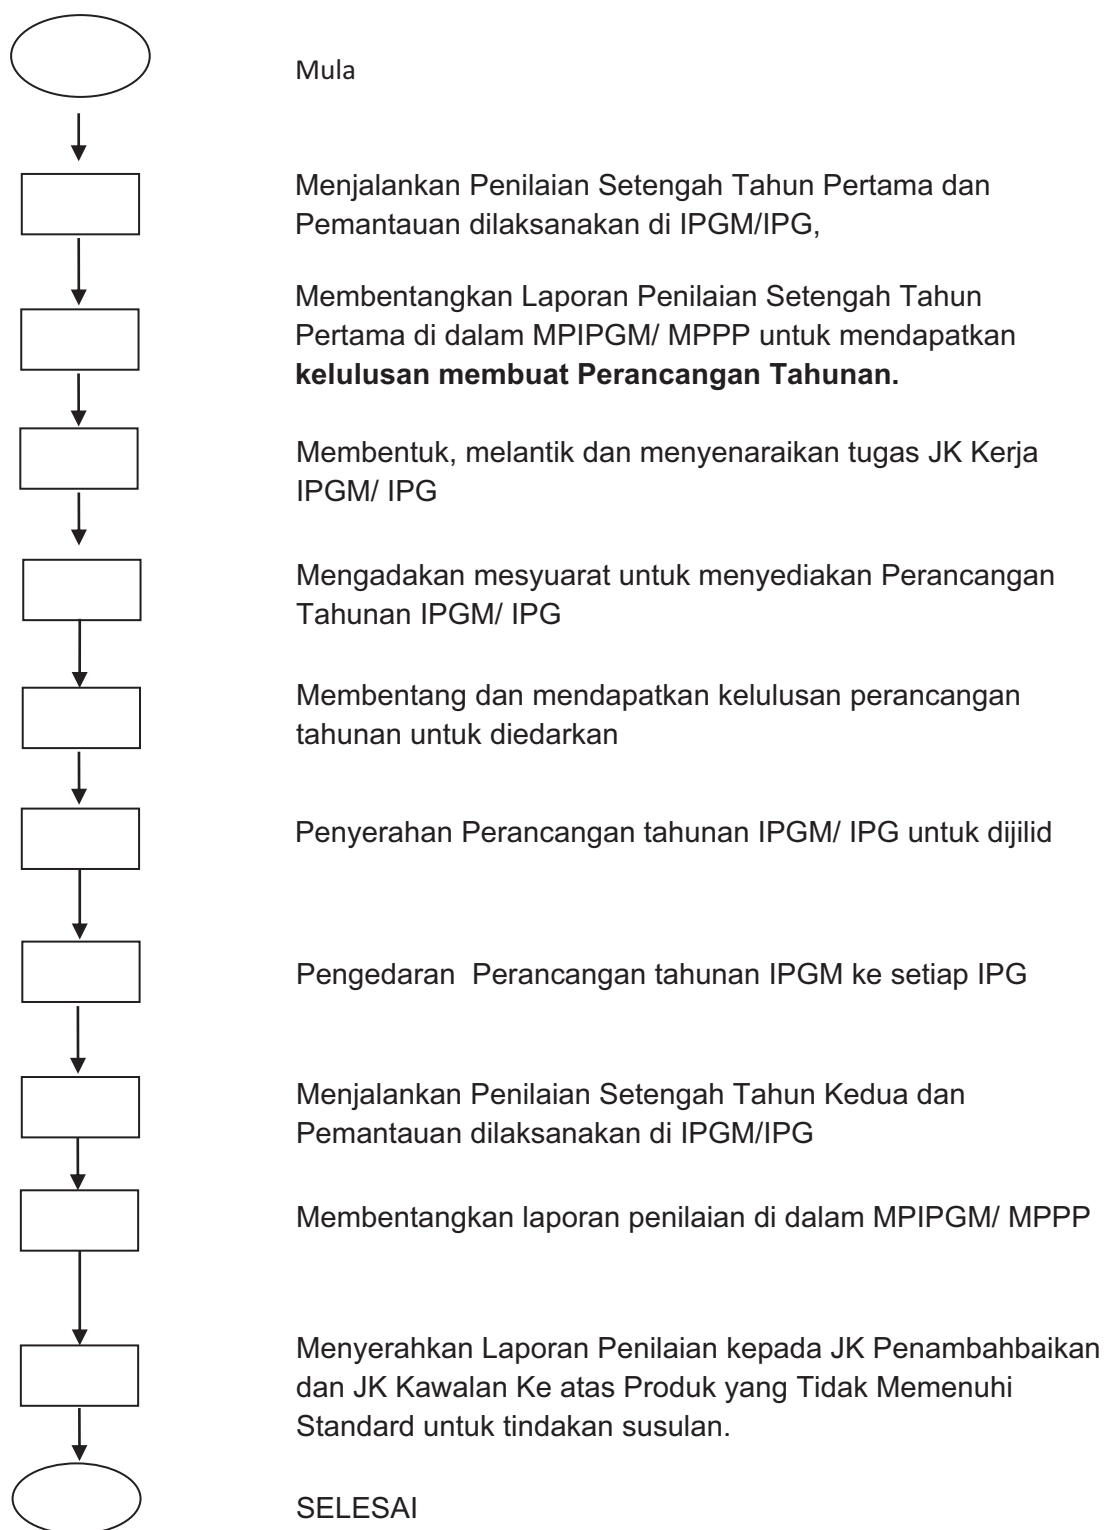 Mula
Menjalankan Penilaian Setengah Tahun Pertama dan
Pemantauan dilaksanakan di IPGM/IPG,
Membentangkan Laporan Penilaian Setengah Tahun
Pertama di dalam MPIPGM/ MPPP untuk mendapatkan
kelulusan membuat Perancangan Tahunan.
Membentuk, melantik dan menyenaraikan tugas JK Kerja
IPGM/ IPG
Mengadakan mesyuarat untuk menyediakan Perancangan
Tahunan IPGM/ IPG
Membentang dan mendapatkan kelulusan perancangan
tahunan untuk diedarkan
Penyerahan Perancangan tahunan IPGM/ IPG untuk dijilid
Pengedaran  Perancangan tahunan IPGM ke setiap IPG
Menjalankan Penilaian Setengah Tahun Kedua dan
Pemantauan dilaksanakan di IPGM/IPG
Membentangkan laporan penilaian di dalam MPIPGM/ MPPP
Menyerahkan Laporan Penilaian kepada JK Penambahbaikan
dan JK Kawalan Ke atas Produk yang Tidak Memenuhi
Standard untuk tindakan susulan.
SELESAI